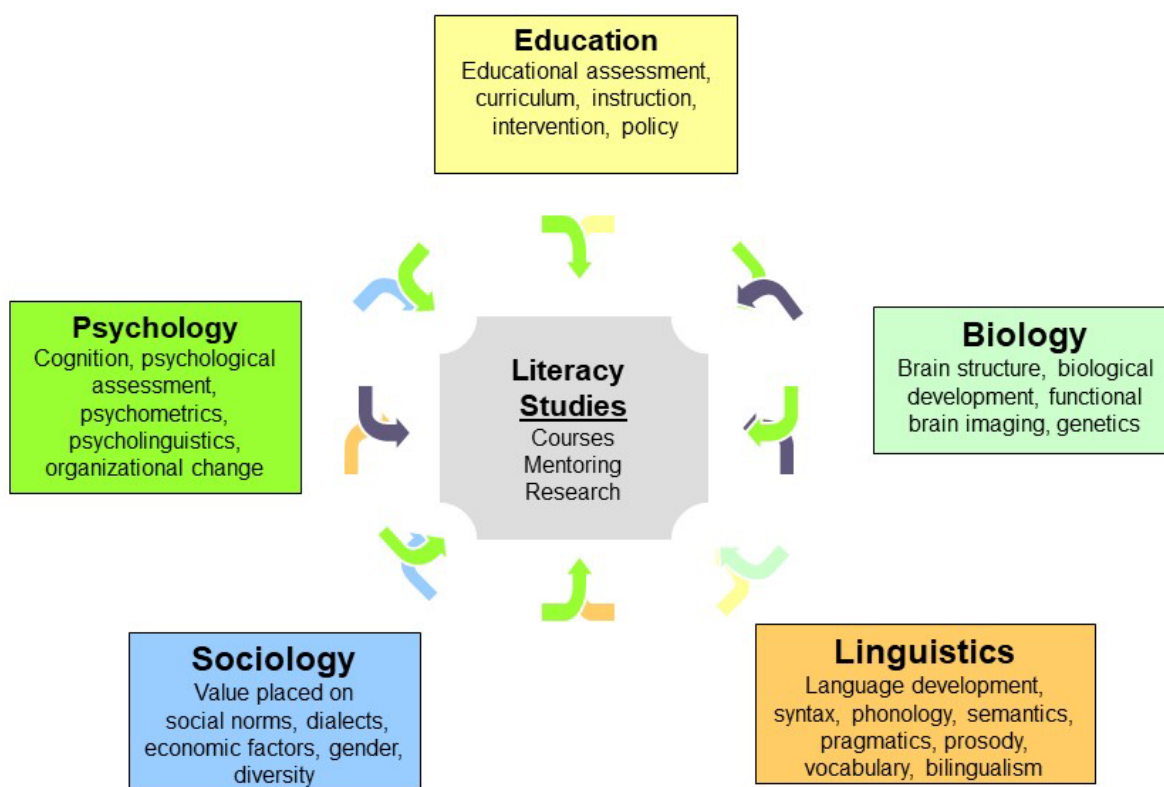 Education
Educational assessment,
curriculum, instruction,
intervention, policy
Psychology
Cognition, psychological
assessment,
psychometrics,
psycholinguistics,
organizational change
Literacy
Studies
Courses
Mentoring
Research
Biology
Brain structure, biological
development, functional
brain imaging, genetics
Sociology
Value placed on
social norms, dialects,
economic factors, gender,
diversity
Linguistics
Language development,
syntax, phonology, semantics,
pragmatics, prosody,
vocabulary, bilingualism